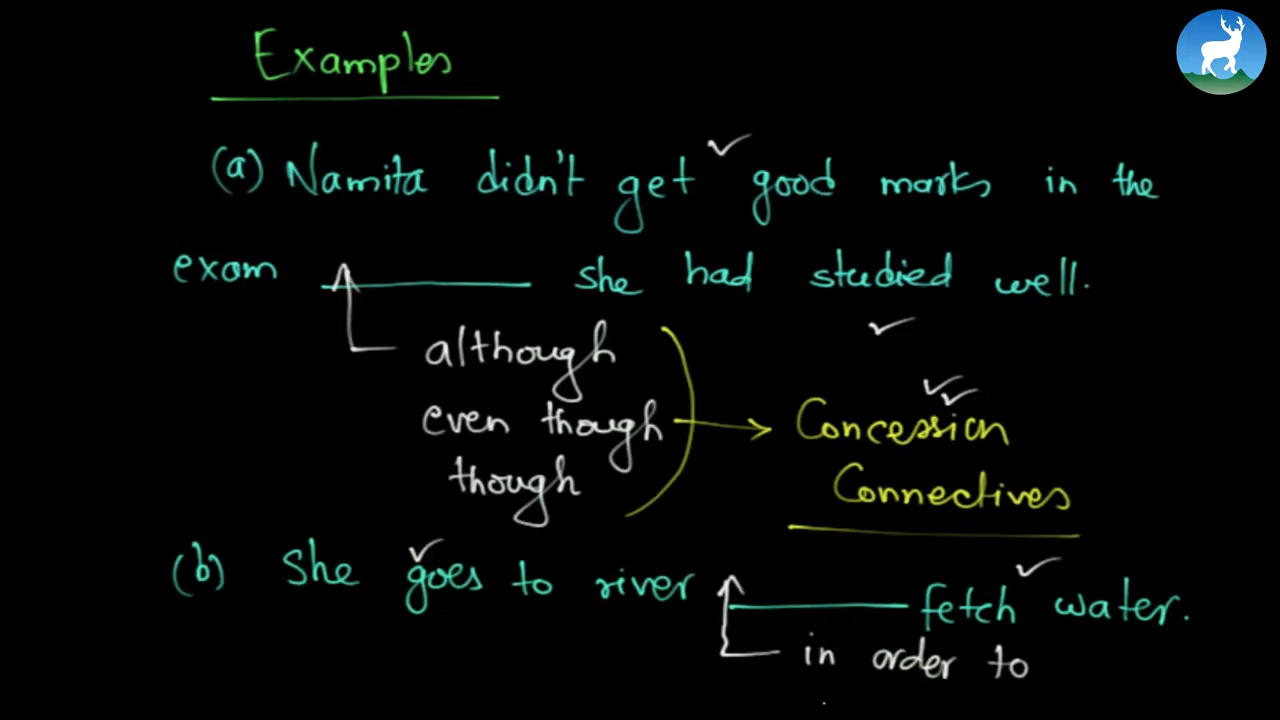 Examples
(a) Namita didn't get good marks in the
exam ________ she had studied well.
although
even though
though
Concession
Connectives
(b) She goes to river ________ fetch water.
in order to